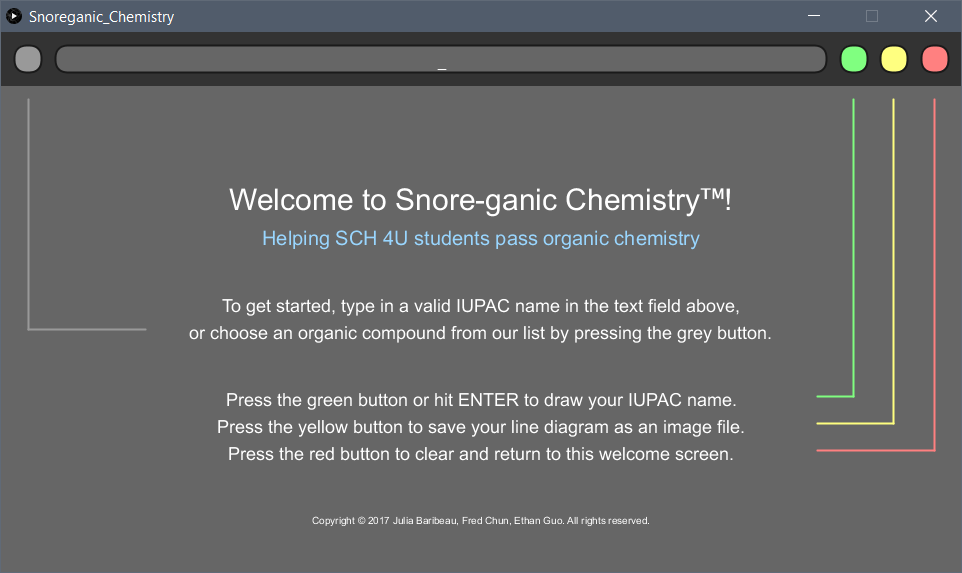 Snoreganic_Chemistry
_
Welcome to Snore-ganic Chemistry™!
Helping SCH 4U students pass organic chemistry
To get started, type in a valid IUPAC name in the text field above,
or choose an organic compound from our list by pressing the grey button.
Press the green button or hit ENTER to draw your IUPAC name.
Press the yellow button to save your line diagram as an image file.
Press the red button to clear and return to this welcome screen.
Copyright © 2017 Julia Baribeau, Fred Chun, Ethan Guo. All rights reserved.